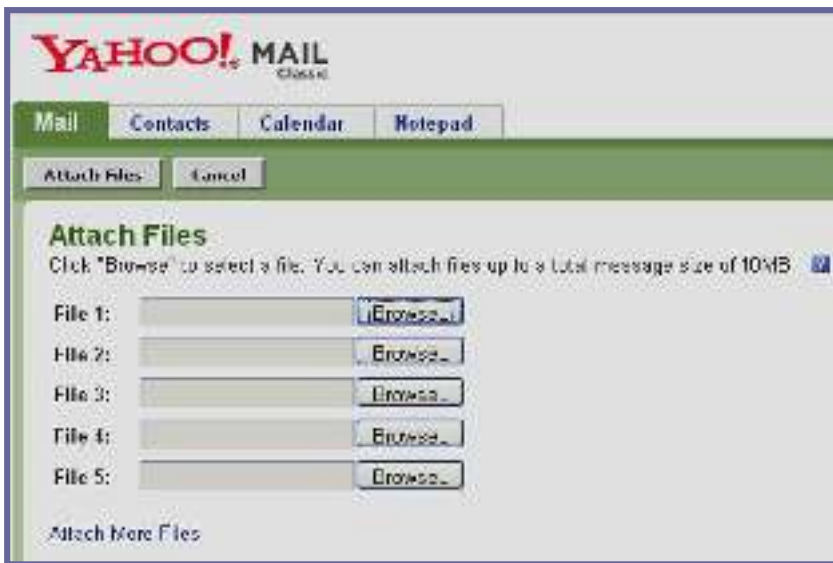 YAHOO! MAIL
Classic
Mail Contacts Calendar Notepad
Attach Files Cancel
Attach Files
Click "Browse" to select a file. You can attach files up to a total message size of 10MB
File 1: Browse...
File 2: Browse...
File 3: Browse...
File 4: Browse...
File 5: Browse...
Attach More Files